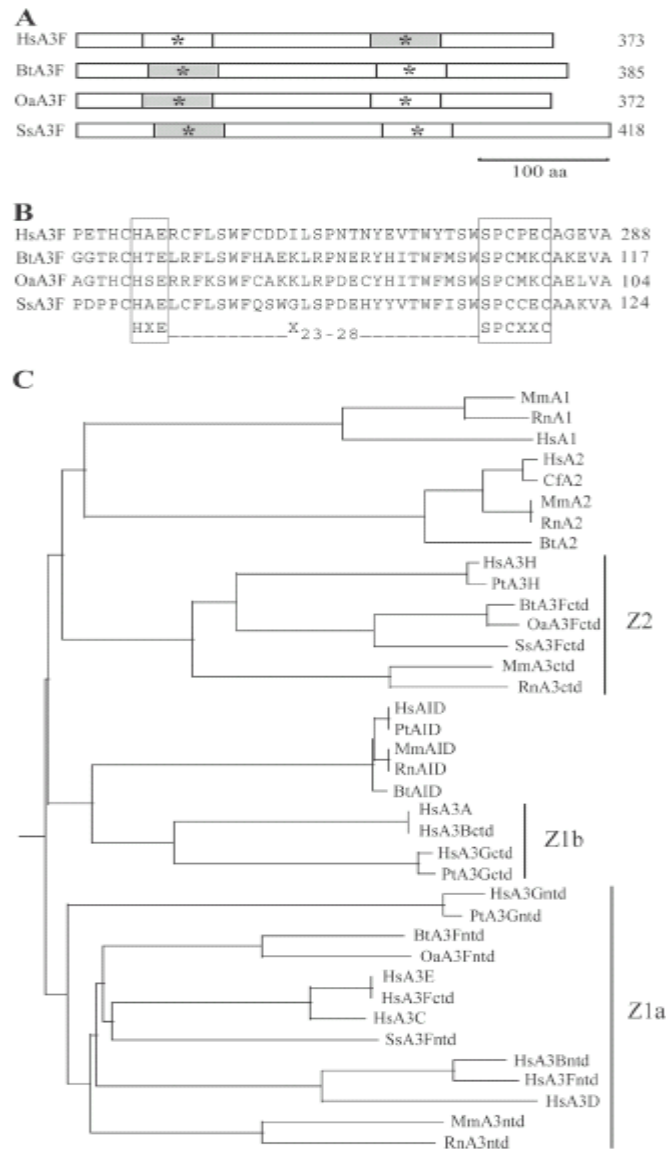 A
HsA3F * * 373
BtA3F * * 385
OaA3F * * 372
SsA3F * * 418
100 aa
B
HsA3F PETHCHAERCFLSWFCDDILSPNTNYEVTWYTSWSPCPECAGEVA 288
BtA3F GGTRCHTELRFLSWFHAEKLRPNERYHITWFMSWSPCMKCAKEVA 117
OaA3F AGTHCHSERRFKSWFCAKKLRPDECYHITWFMSWSPCMKCAELVA 104
SsA3F PDPPCHAELRFLSWFQSWGLSPDEHYYVTWFISWSPCCECAAKVA 124
HXE X23-28 SPCXXC
C
MmA1
RnA1
HsA1
HsA2
CfA2
MmA2
RnA2
BtA2
HsA3H
PtA3H
BtA3Fctd
OaA3Fctd
SsA3Fctd
MmA3ctd
RnA3ctd
Z2
HsAID
PtAID
MmAID
RnAID
BtAID
HsA3A
HsA3Bctd
HsA3Gctd
PtA3Gctd
Z1b
HsA3Gntd
PtA3Gntd
BtA3Fntd
OaA3Fntd
HsA3E
HsA3Fctd
HsA3C
SsA3Fntd
HsA3Bntd
HsA3Fntd
HsA3D
MmA3ntd
RnA3ntd
Z1a